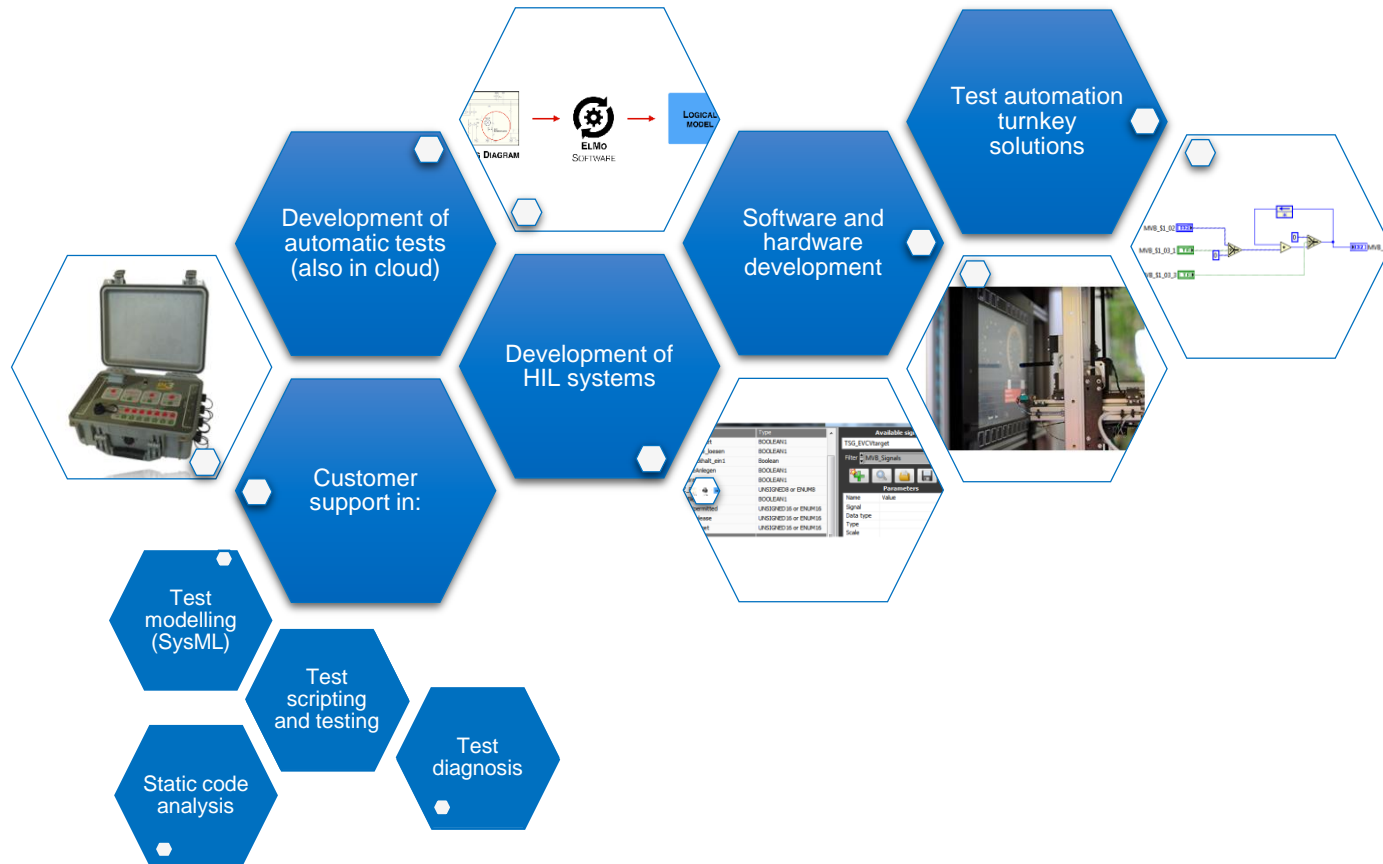 Test automation
turnkey
solutions
LOGICAL
MODEL
ELMO
SOFTWARE
DIAGRAM
Development of
automatic tests
(also in cloud)
Software and
hardware
development
MVB_S1_02
MVB_S1_03_1
0
0
Development of
HIL systems
Customer
support in:
Type
BOOLEAN1
BOOLEAN1
Boolean
BOOLEAN1
BOOLEAN1
UNSIGNED8 or ENUM8
BOOLEAN1
UNSIGNED16 or ENUM16
UNSIGNED16 or ENUM16
UNSIGNED16 or ENUM16
Available
TSG_EVCVtarget
Filter MVB_Signals
Parameters
Name Value
Signal
Data type
Type
Scale
Test
modelling
(SysML)
Test
scripting
and testing
Test
diagnosis
Static code
analysis